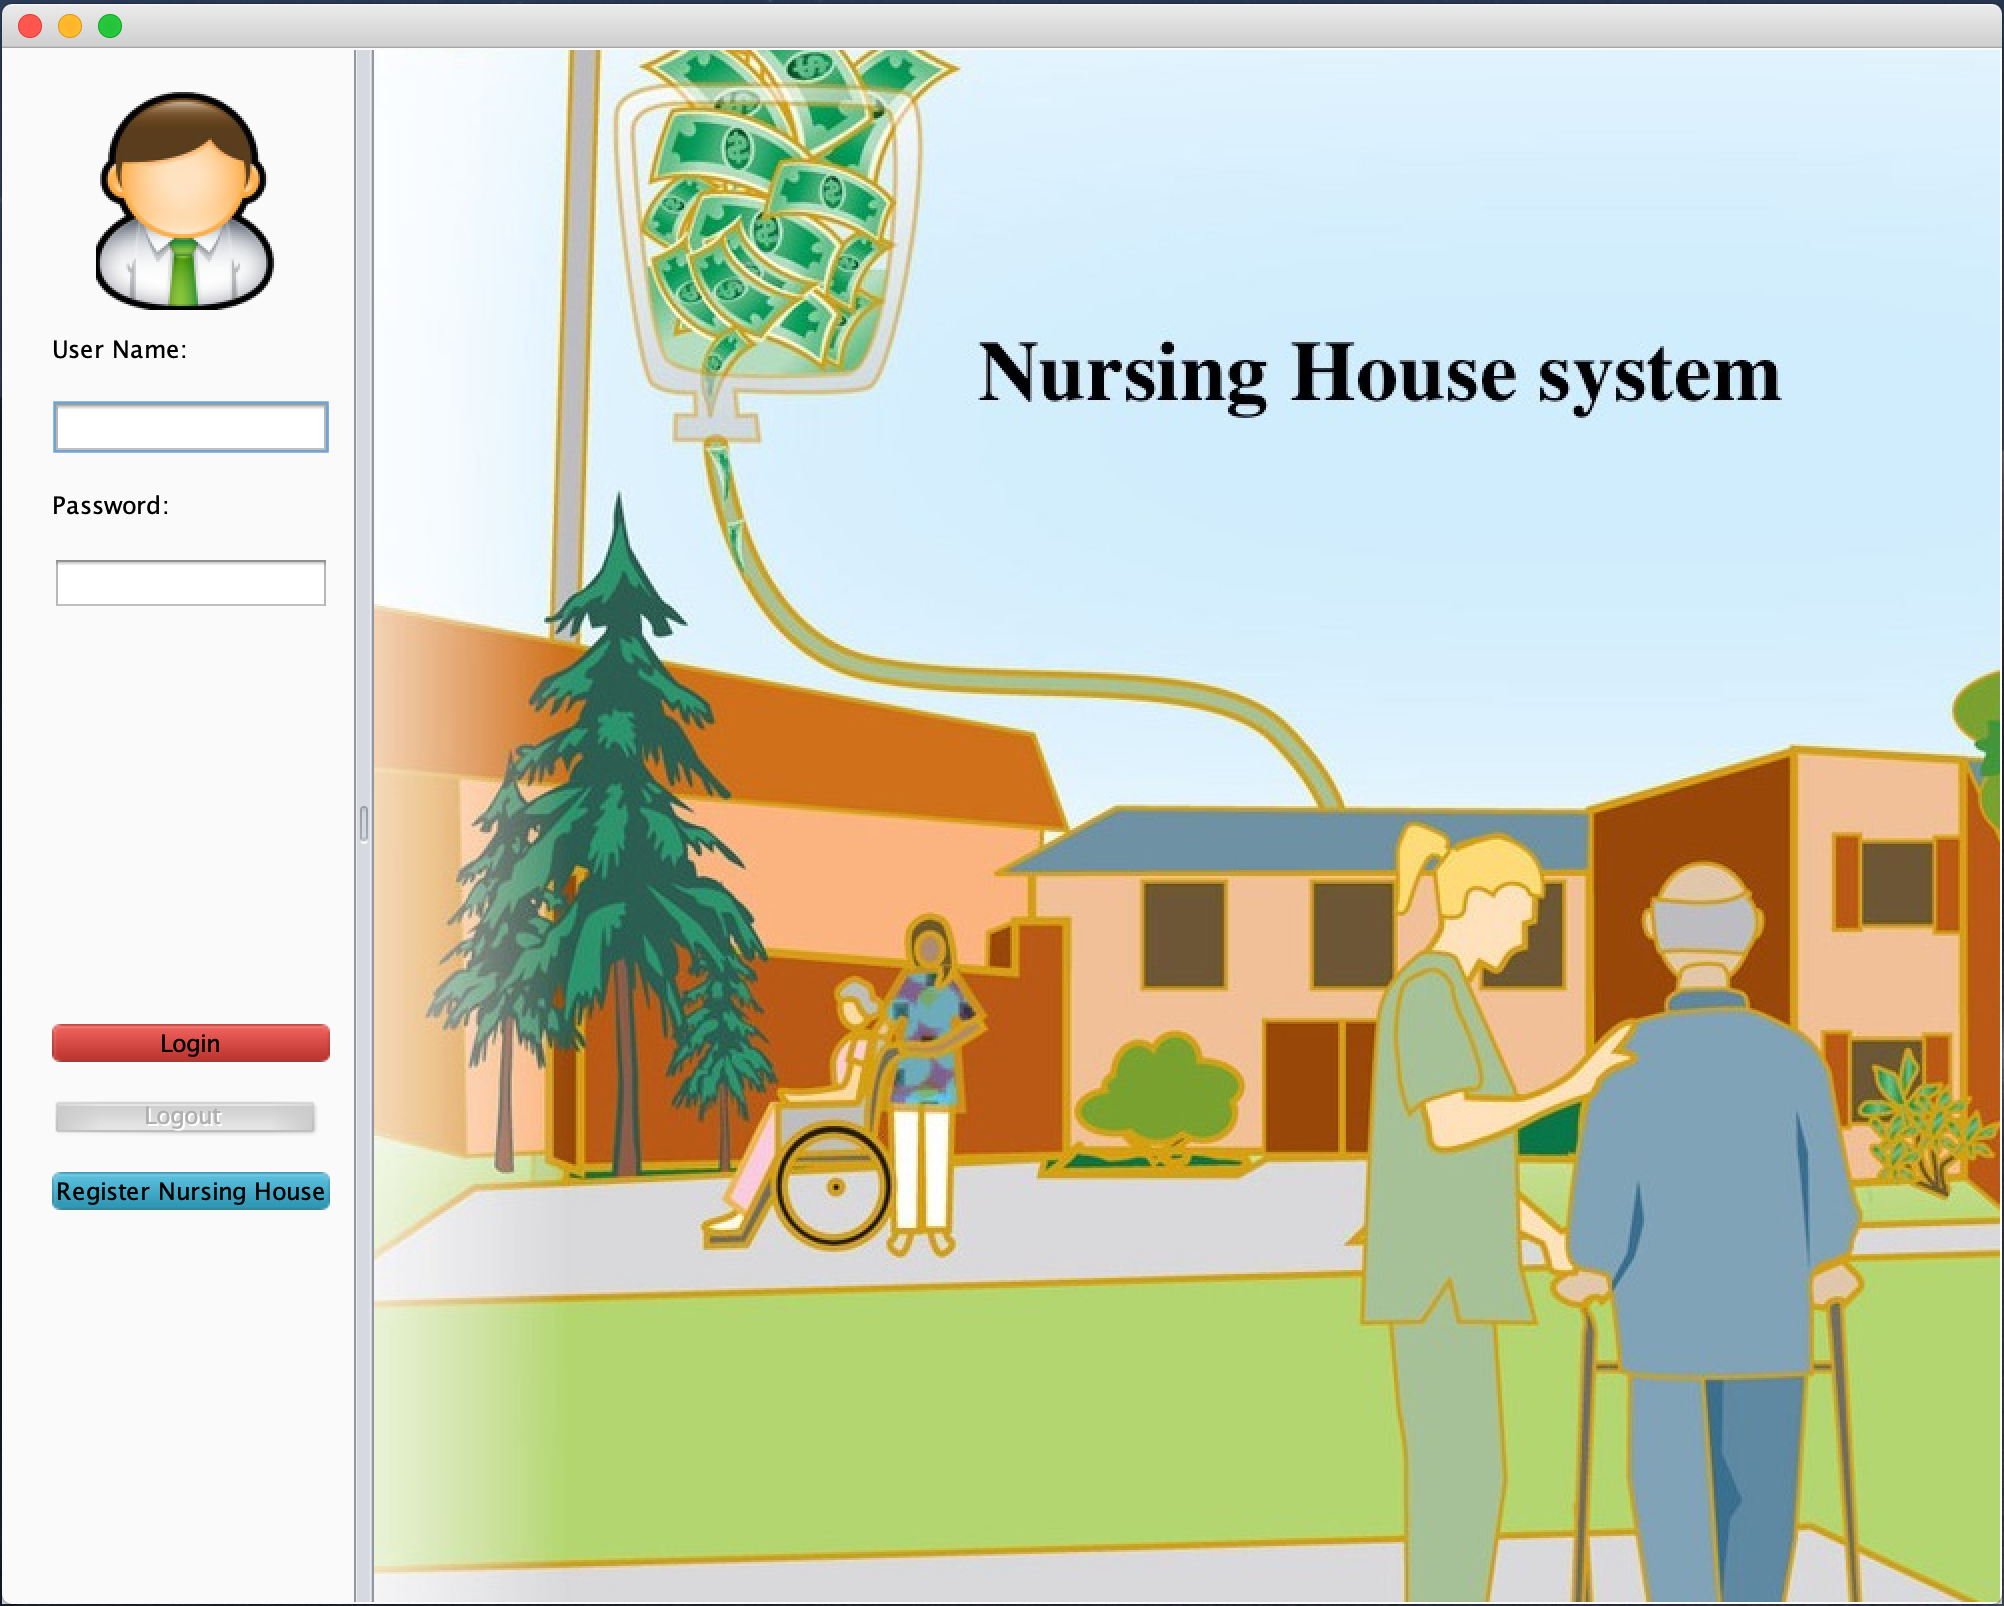 User Name:
Password:
Login
Logout
Register Nursing House
Nursing House system